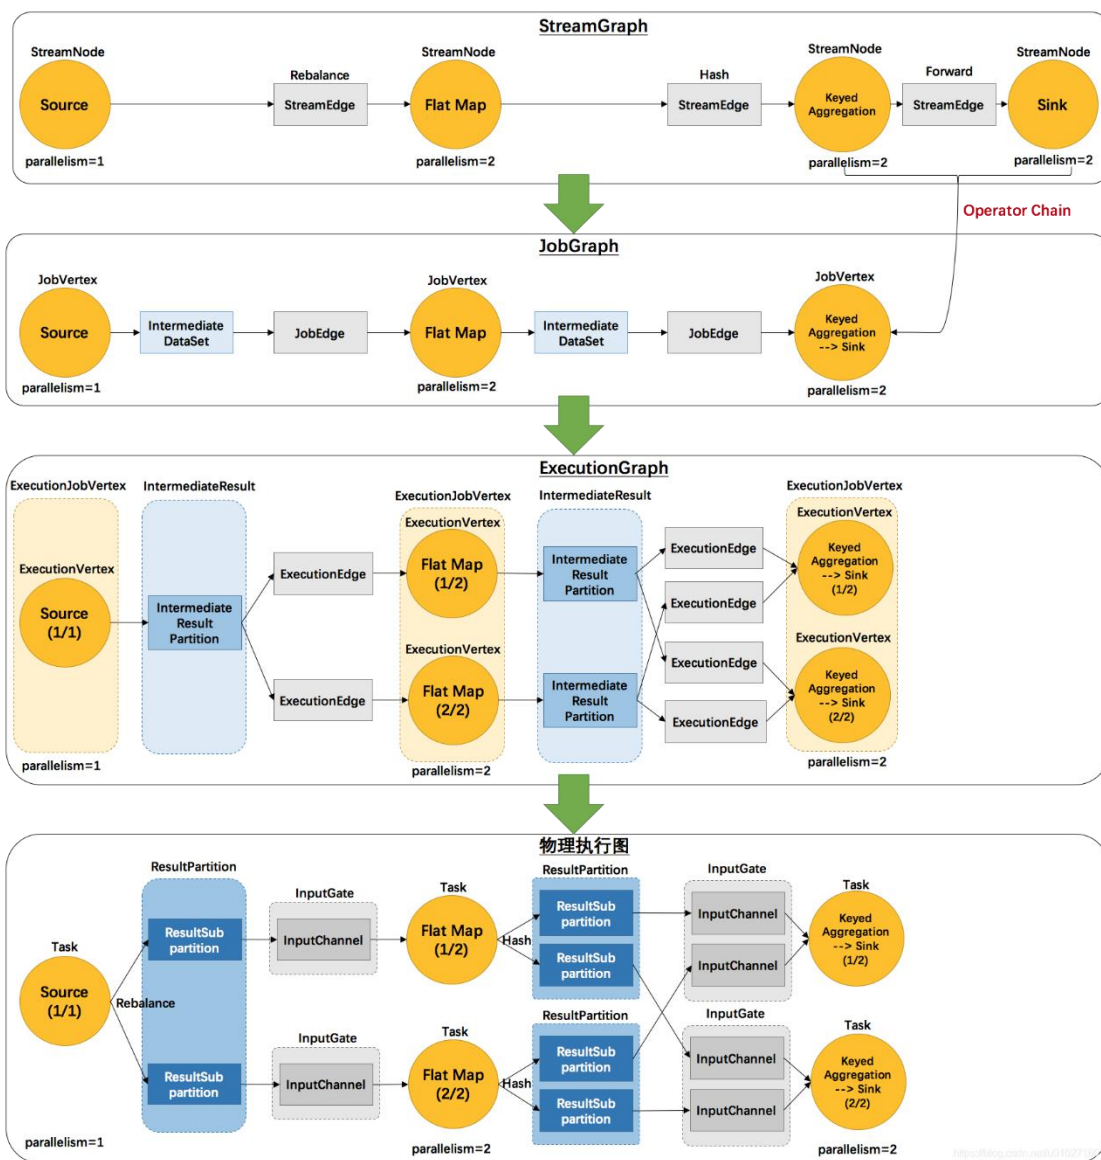 StreamGraph
StreamNode
StreamNode
StreamNode
StreamNode
Rebalance
Hash
Forward
Source
StreamEdge
Flat Map
StreamEdge
Keyed
Aggregation
StreamEdge
Sink
parallelism=1
parallelism=2
parallelism=2
parallelism=2
Operator Chain
JobGraph
JobVertex
JobVertex
JobVertex
Source
Intermediate
DataSet
JobEdge
Flat Map
Intermediate
DataSet
JobEdge
Keyed
Aggregation
--> Sink
parallelism=1
parallelism=2
parallelism=2
ExecutionGraph
ExecutionJobVertex
IntermediateResult
ExecutionJobVertex
IntermediateResult
ExecutionJobVertex
ExecutionVertex
Source
(1/1)
Intermediate
Result
Partition
ExecutionEdge
ExecutionEdge
ExecutionVertex
Flat Map
(1/2)
ExecutionVertex
Flat Map
(2/2)
Intermediate
Result
Partition
Intermediate
Result
Partition
ExecutionEdge
ExecutionEdge
ExecutionEdge
ExecutionEdge
ExecutionVertex
Keyed
Aggregation
--> Sink
(1/2)
ExecutionVertex
Keyed
Aggregation
--> Sink
(2/2)
parallelism=1
parallelism=2
parallelism=2
物理执行图
Task
Source
(1/1)
Rebalance
ResultPartition
ResultSub
partition
ResultSub
partition
InputGate
InputChannel
InputGate
InputChannel
Task
Flat Map
(1/2)
Hash
Task
Flat Map
(2/2)
Hash
ResultPartition
ResultSub
partition
ResultSub
partition
ResultPartition
ResultSub
partition
ResultSub
partition
InputGate
InputChannel
InputChannel
InputGate
InputChannel
InputChannel
Task
Keyed
Aggregation
--> Sink
(1/2)
Task
Keyed
Aggregation
--> Sink
(2/2)
parallelism=1
parallelism=2
parallelism=2